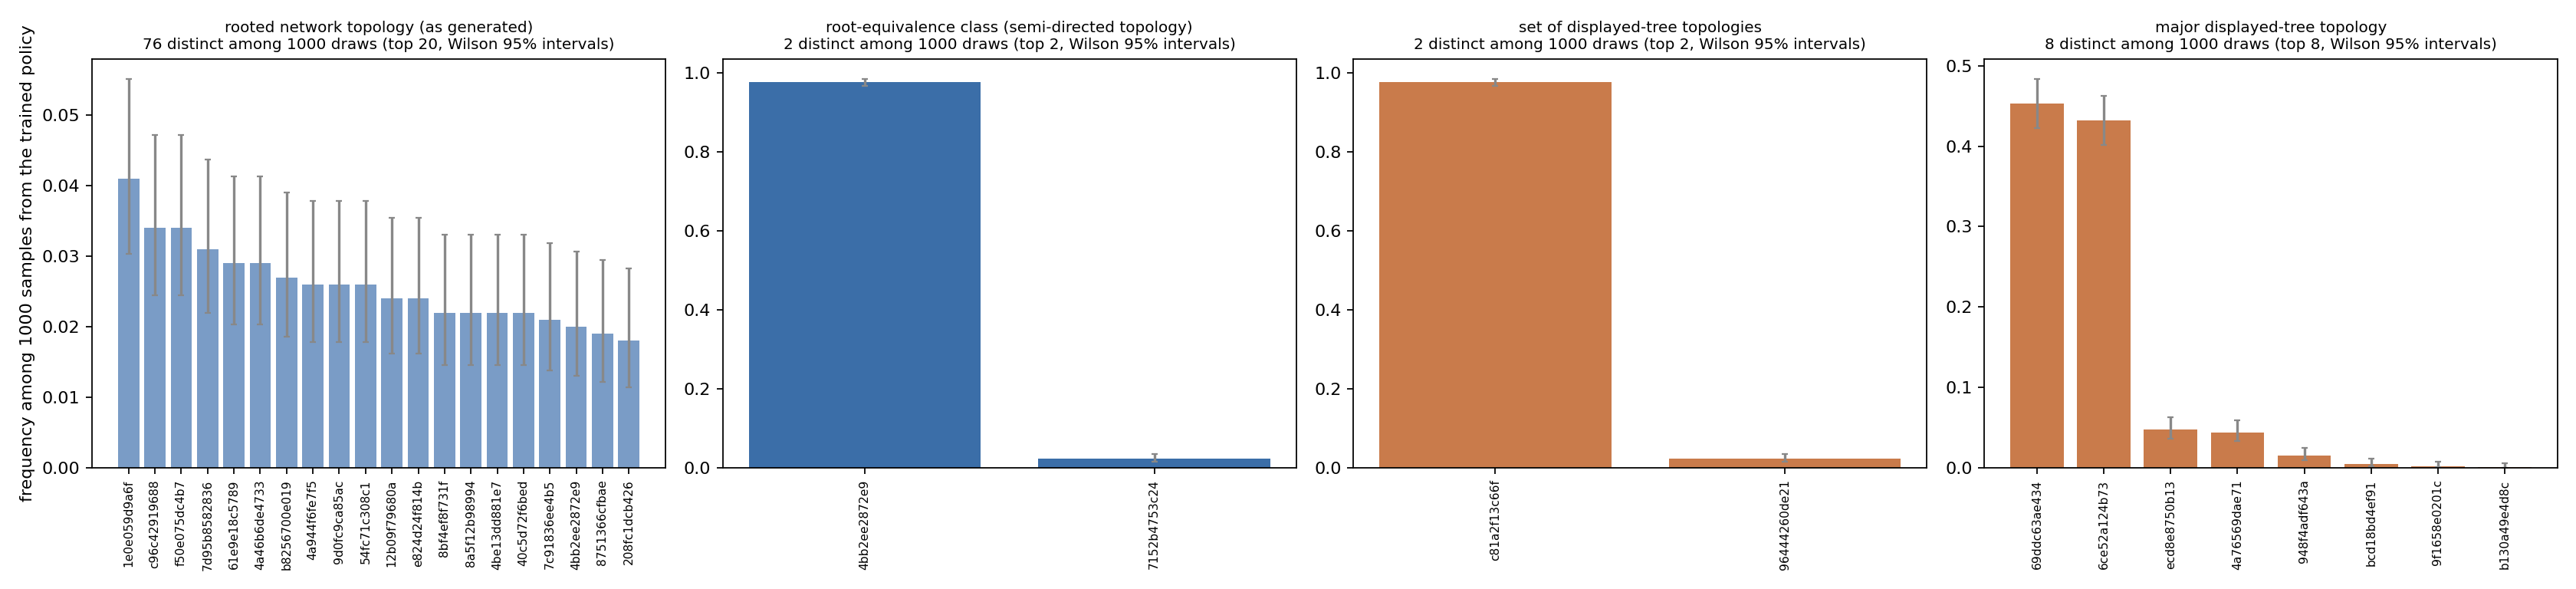 frequency among 1000 samples from the trained policy
rooted network topology (as generated)
76 distinct among 1000 draws (top 20, Wilson 95% intervals)
0.05
0.04
0.03
0.02
0.01
0.00
1e0e059d9a6f
c96c42919688
f50e075dc4b7
7d95b8582836
61e9e18c5789
4a46b6de4733
b8256700e019
4a944f6fe7f5
9d0fc9ca85ac
54fc71c308c1
12b09f79680a
e824d24f814b
8bf4ef8f731f
8a5f12b98994
4be13dd881e7
40c5d72f6bed
7c91836ee4b5
4bb2ee2872e9
8751366cfbae
208fc1dcb426
root-equivalence class (semi-directed topology)
2 distinct among 1000 draws (top 2, Wilson 95% intervals)
1.0
0.8
0.6
0.4
0.2
0.0
4bb2ee2872e9
7152b4753c24
set of displayed-tree topologies
2 distinct among 1000 draws (top 2, Wilson 95% intervals)
1.0
0.8
0.6
0.4
0.2
0.0
c81a2f13c66f
96444260de21
major displayed-tree topology
8 distinct among 1000 draws (top 8, Wilson 95% intervals)
0.5
0.4
0.3
0.2
0.1
0.0
69ddc63ae434
6ce52a124b73
ecd8e8750b13
4a76569dae71
948f4adf643a
bcd18bd4ef91
9f1658e0201c
b130a49e4d8c